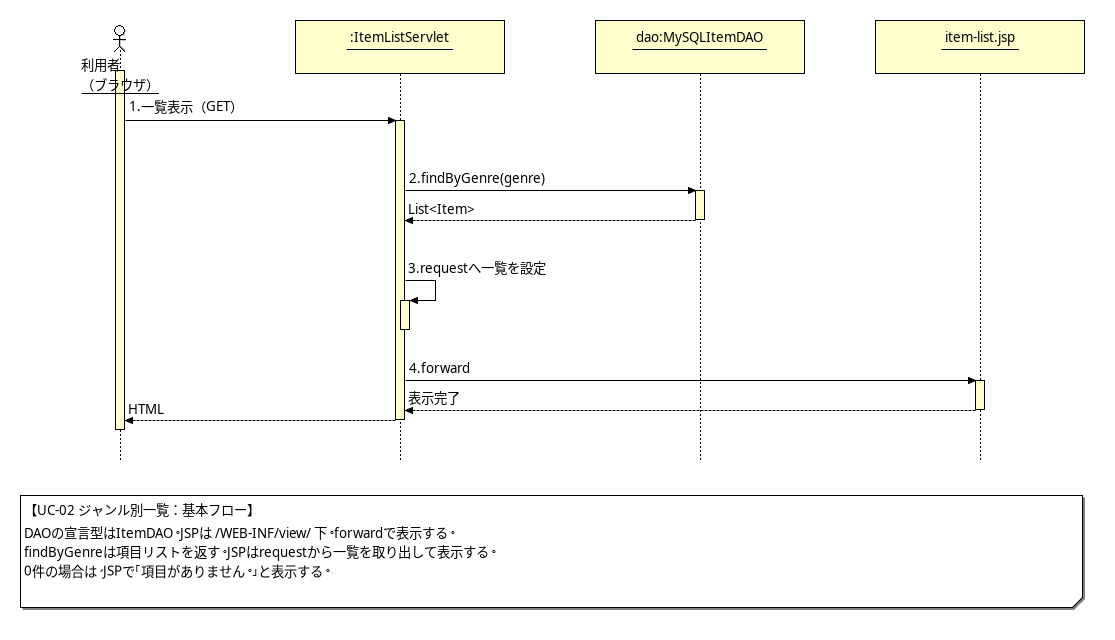 :ItemListServlet
dao:MySQLItemDAO
item-list.jsp
利用者
（ブラウザ）
1.一覧表示（GET）
2.findByGenre(genre)
List<Item>
3.requestへ一覧を設定
4.forward
表示完了
HTML
【UC-02 ジャンル別一覧：基本フロー】
DAOの宣言型はItemDAO。JSPは /WEB-INF/view/ 下。forwardで表示する。
findByGenreは項目リストを返す。JSPはrequestから一覧を取り出して表示する。
0件の場合は、JSPで「項目がありません。」と表示する。